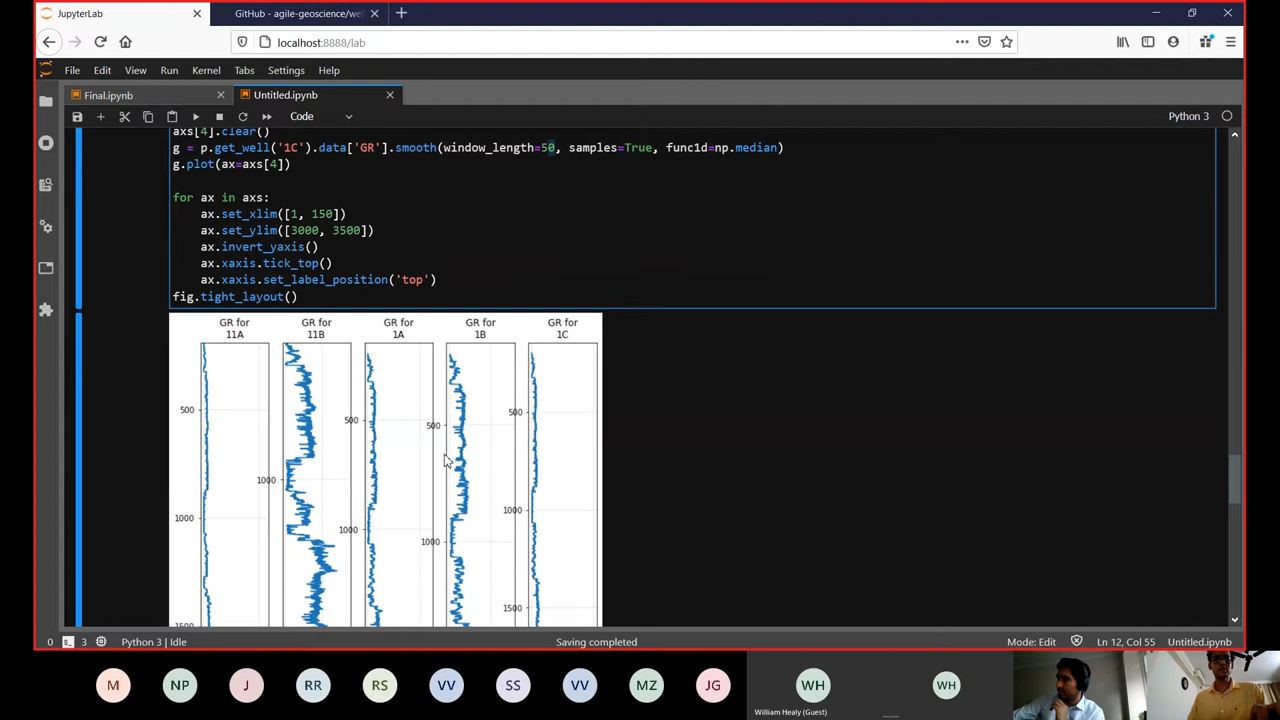 JupyterLab
GitHub - agile-geoscience/wel
localhost:8888/lab
File Edit View Run Kernel Tabs Settings Help
Final.ipynb
Untitled.ipynb
Code
Python 3
axs[4].clear()
g = p.get_well('1C').data['GR'].smooth(window_length=50, samples=True, func1d=np.median)
g.plot(ax=axs[4])
for ax in axs:
ax.set_xlim([1, 150])
ax.set_ylim([3000, 3500])
ax.invert_yaxis()
ax.xaxis.tick_top()
ax.xaxis.set_label_position('top')
fig.tight_layout()
GR for
11A
GR for
11B
GR for
1A
GR for
1B
GR for
1C
500
1000
1500
1000
500
1000
500
1000
500
1000
1500
0
3
Python 3 | Idle
Saving completed
Mode: Edit
Ln 12, Col 55
Untitled.ipynb
M
NP
J
RR
RS
VV
SS
VV
MZ
JG
WH
William Healy (Guest)
WH